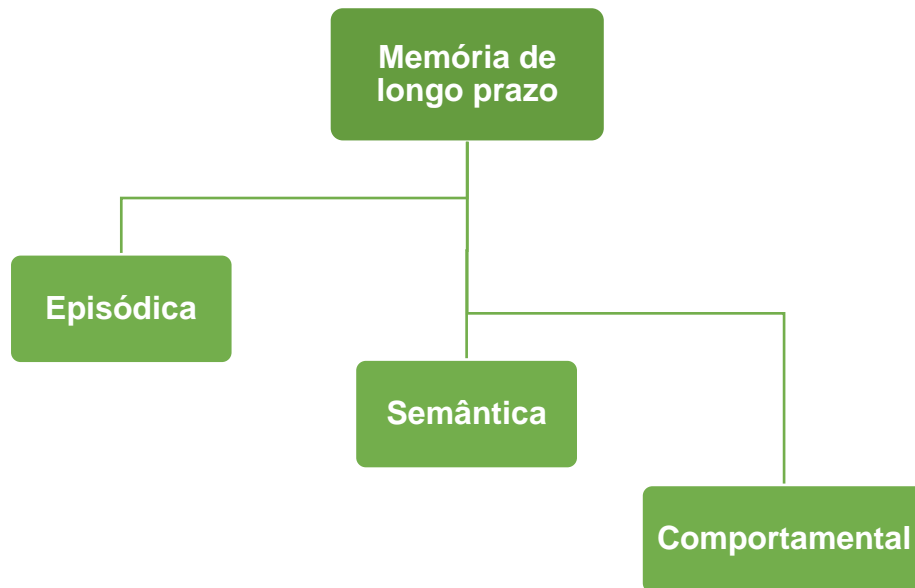 Memória de
longo prazo
Episódica
Semântica
Comportamental